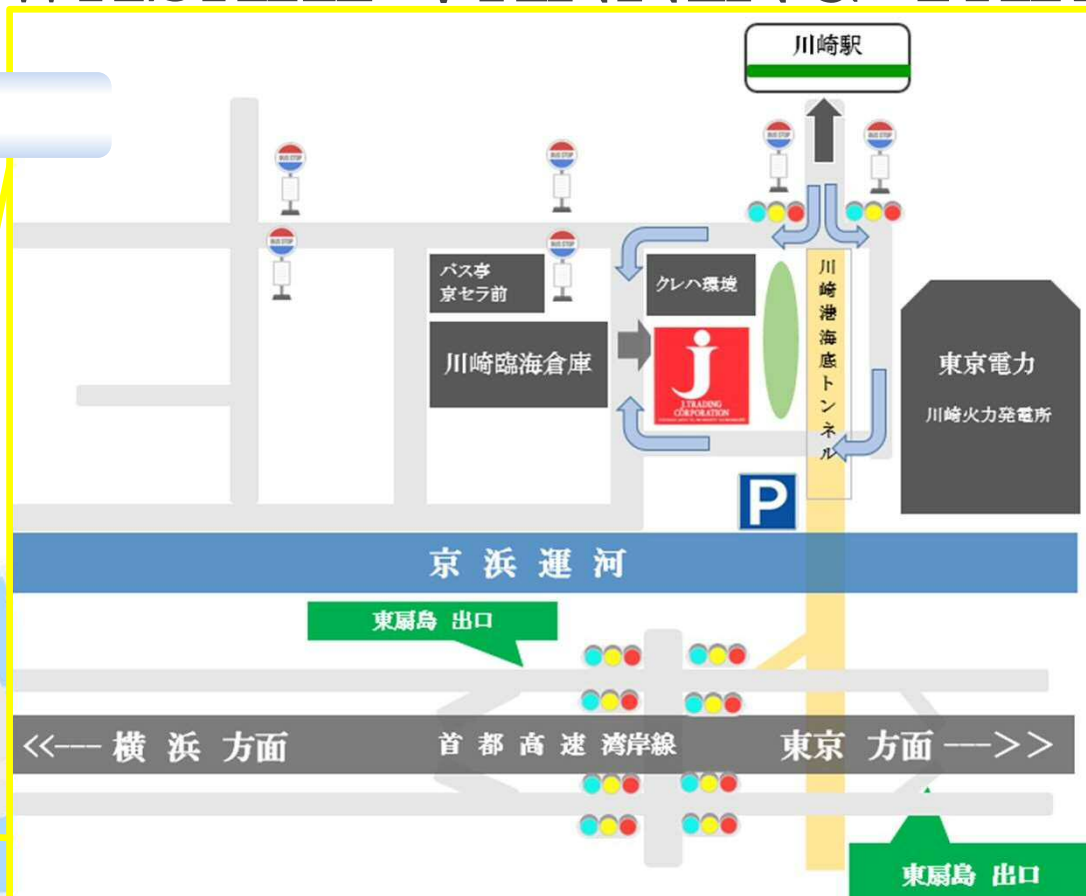 川崎駅
BUS STOP
BUS STOP
BUS STOP
BUS STOP
BUS STOP
BUS STOP
バス亭
京セラ前
クレハ環境
川崎港海底トンネル
川崎臨海倉庫
J
J.TRADING
CORPORATION
東京電力
川崎火力発電所
P
京浜運河
東扇島 出口
<<--- 横浜 方面
首都高速 湾岸線
東京 方面 --->>
東扇島 出口